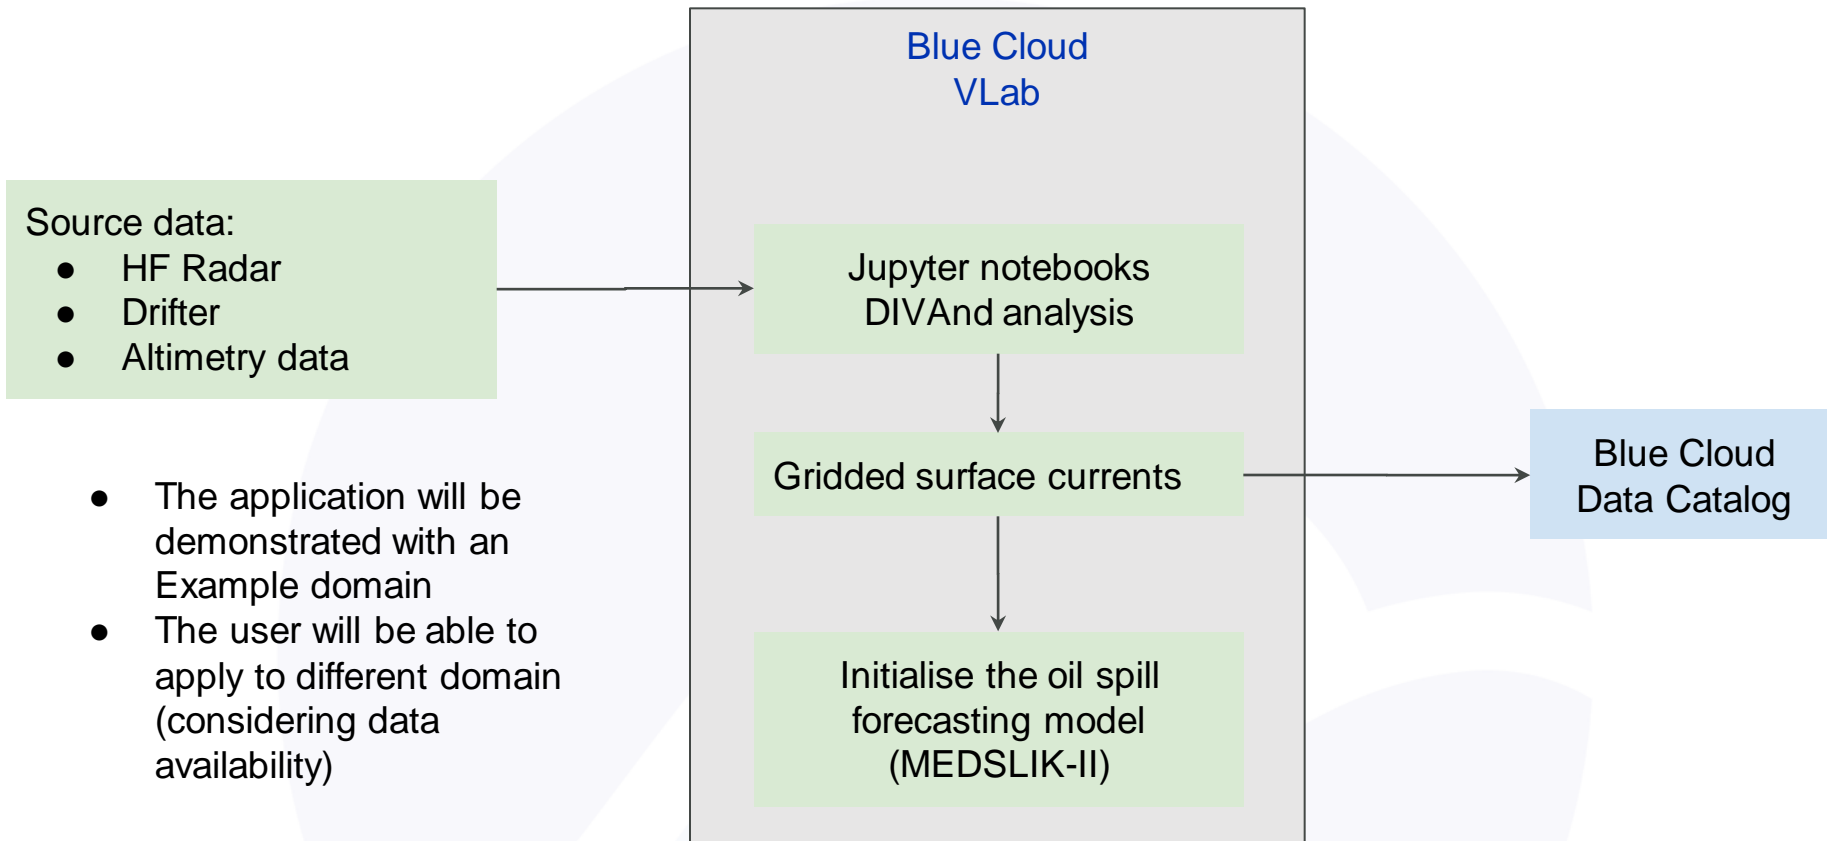 Blue Cloud
VLab
Source data:
● HF Radar
● Drifter
● Altimetry data
Jupyter notebooks
DIVAnd analysis
Gridded surface currents
Blue Cloud
Data Catalog
● The application will be
demonstrated with an
Example domain
● The user will be able to
apply to different domain
(considering data
availability)
Initialise the oil spill
forecasting model
(MEDSLIK-II)